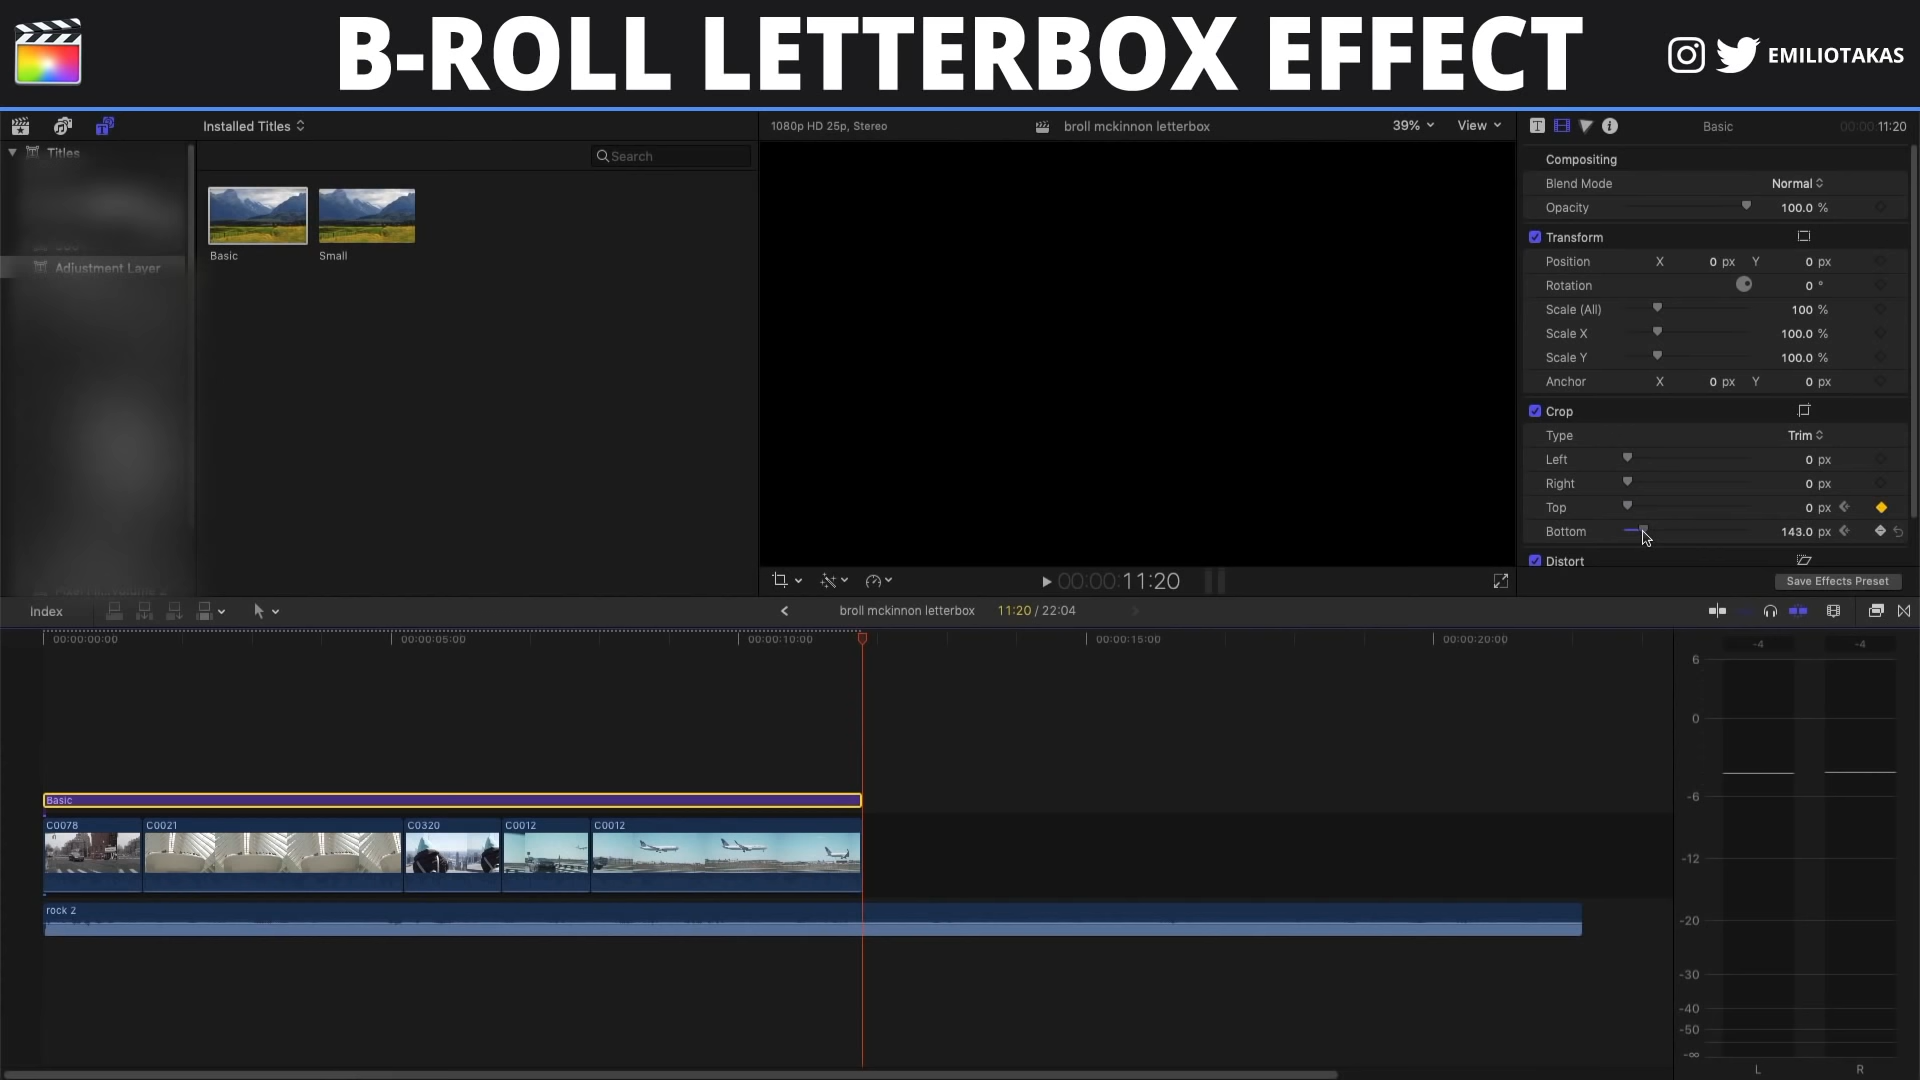 B-ROLL LETTERBOX EFFECT
EMILIOTAKAS
Installed Titles
1080p HD 25p, Stereo
broll mckinnon letterbox
39%
View
Basic
00:00:11:20
Titles
Search
Adjustment Layer
Basic
Small
Compositing
Blend Mode
Normal
Opacity
100.0 %
Transform
Position
X
0 px
Y
0 px
Rotation
0 °
Scale (All)
100 %
Scale X
100.0 %
Scale Y
100.0 %
Anchor
X
0 px
Y
0 px
Crop
Type
Trim
Left
0 px
Right
0 px
Top
0 px
Bottom
143.0 px
Distort
Save Effects Preset
00:00:11:20
Index
broll mckinnon letterbox
11:20 / 22:04
00:00:00:00
00:00:05:00
00:00:10:00
00:00:15:00
00:00:20:00
Basic
C0078
C0021
C0320
C0012
C0012
rock 2
-4
-4
6
0
-6
-12
-20
-30
-40
-50
-∞
L
R